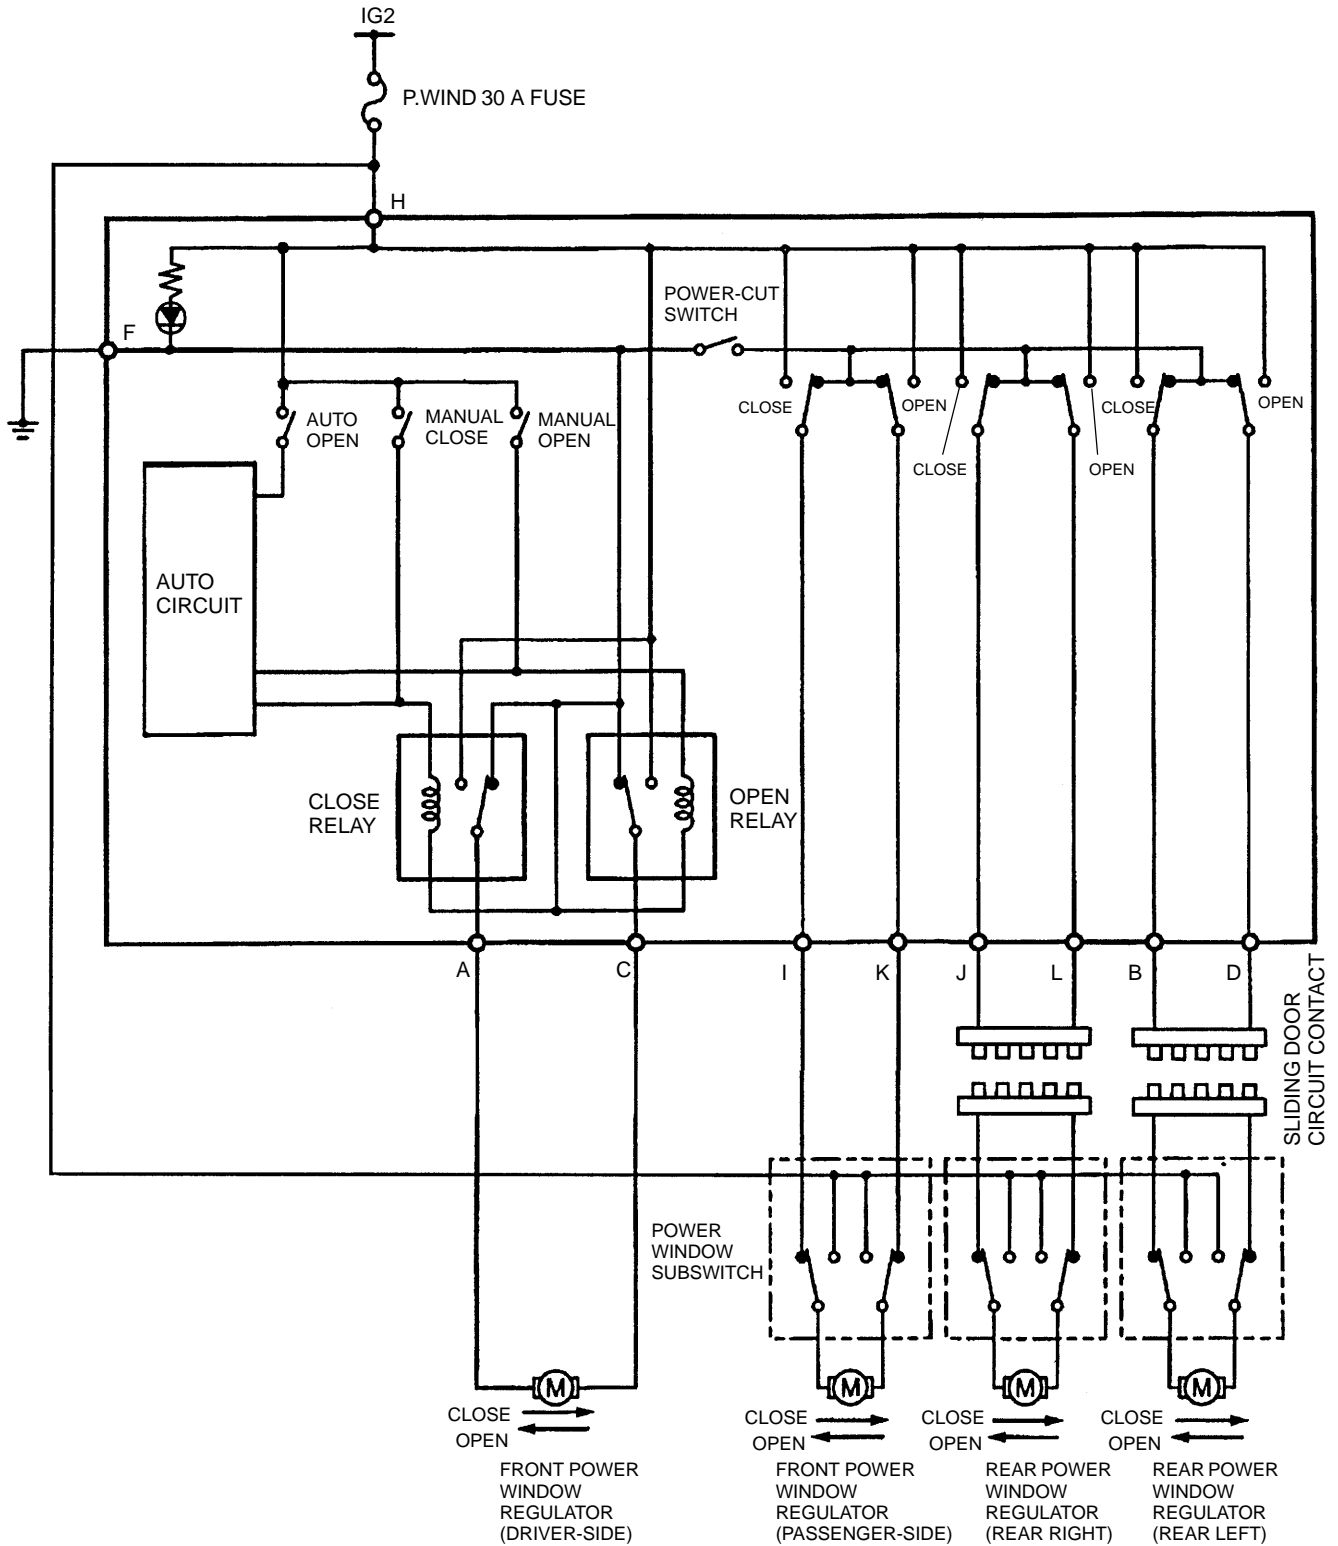 IG2
P.WIND 30 A FUSE
H
POWER-CUT
SWITCH
F
CLOSE
OPEN
CLOSE
OPEN
AUTO
OPEN
MANUAL
CLOSE
MANUAL
OPEN
CLOSE
OPEN
AUTO
CIRCUIT
CLOSE
RELAY
OPEN
RELAY
A
C
I
K
J
L
B
D
SLIDING DOOR
CIRCUIT CONTACT
POWER
WINDOW
SUBSWITCH
M
M
M
M
CLOSE
OPEN
CLOSE
OPEN
CLOSE
OPEN
CLOSE
OPEN
FRONT POWER
WINDOW
REGULATOR
(DRIVER-SIDE)
FRONT POWER
WINDOW
REGULATOR
(PASSENGER-SIDE)
REAR POWER
WINDOW
REGULATOR
(REAR RIGHT)
REAR POWER
WINDOW
REGULATOR
(REAR LEFT)